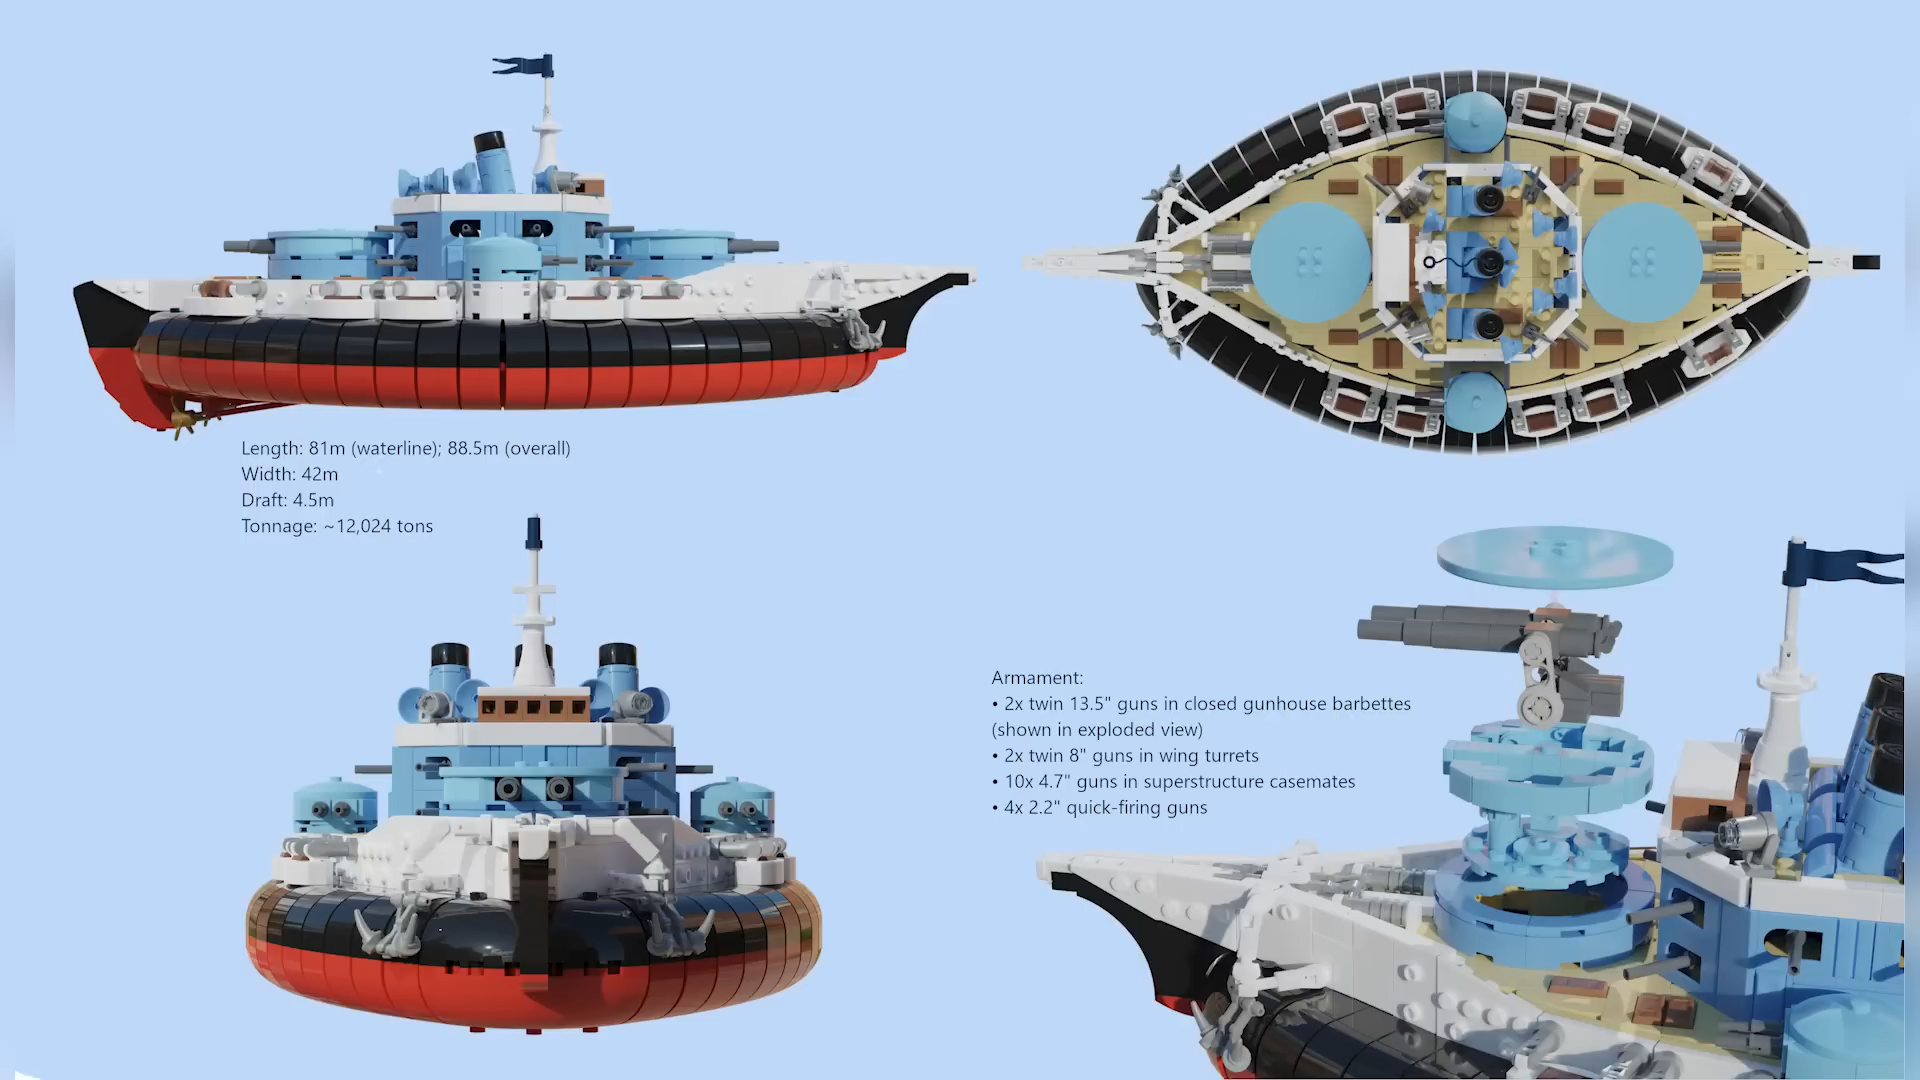 Length: 81m (waterline); 88.5m (overall)
Width: 42m
Draft: 4.5m
Tonnage: ~12,024 tons
Armament:
• 2x twin 13.5" guns in closed gunhouse barbettes
(shown in exploded view)
• 2x twin 8" guns in wing turrets
• 10x 4.7" guns in superstructure casemates
• 4x 2.2" quick-firing guns